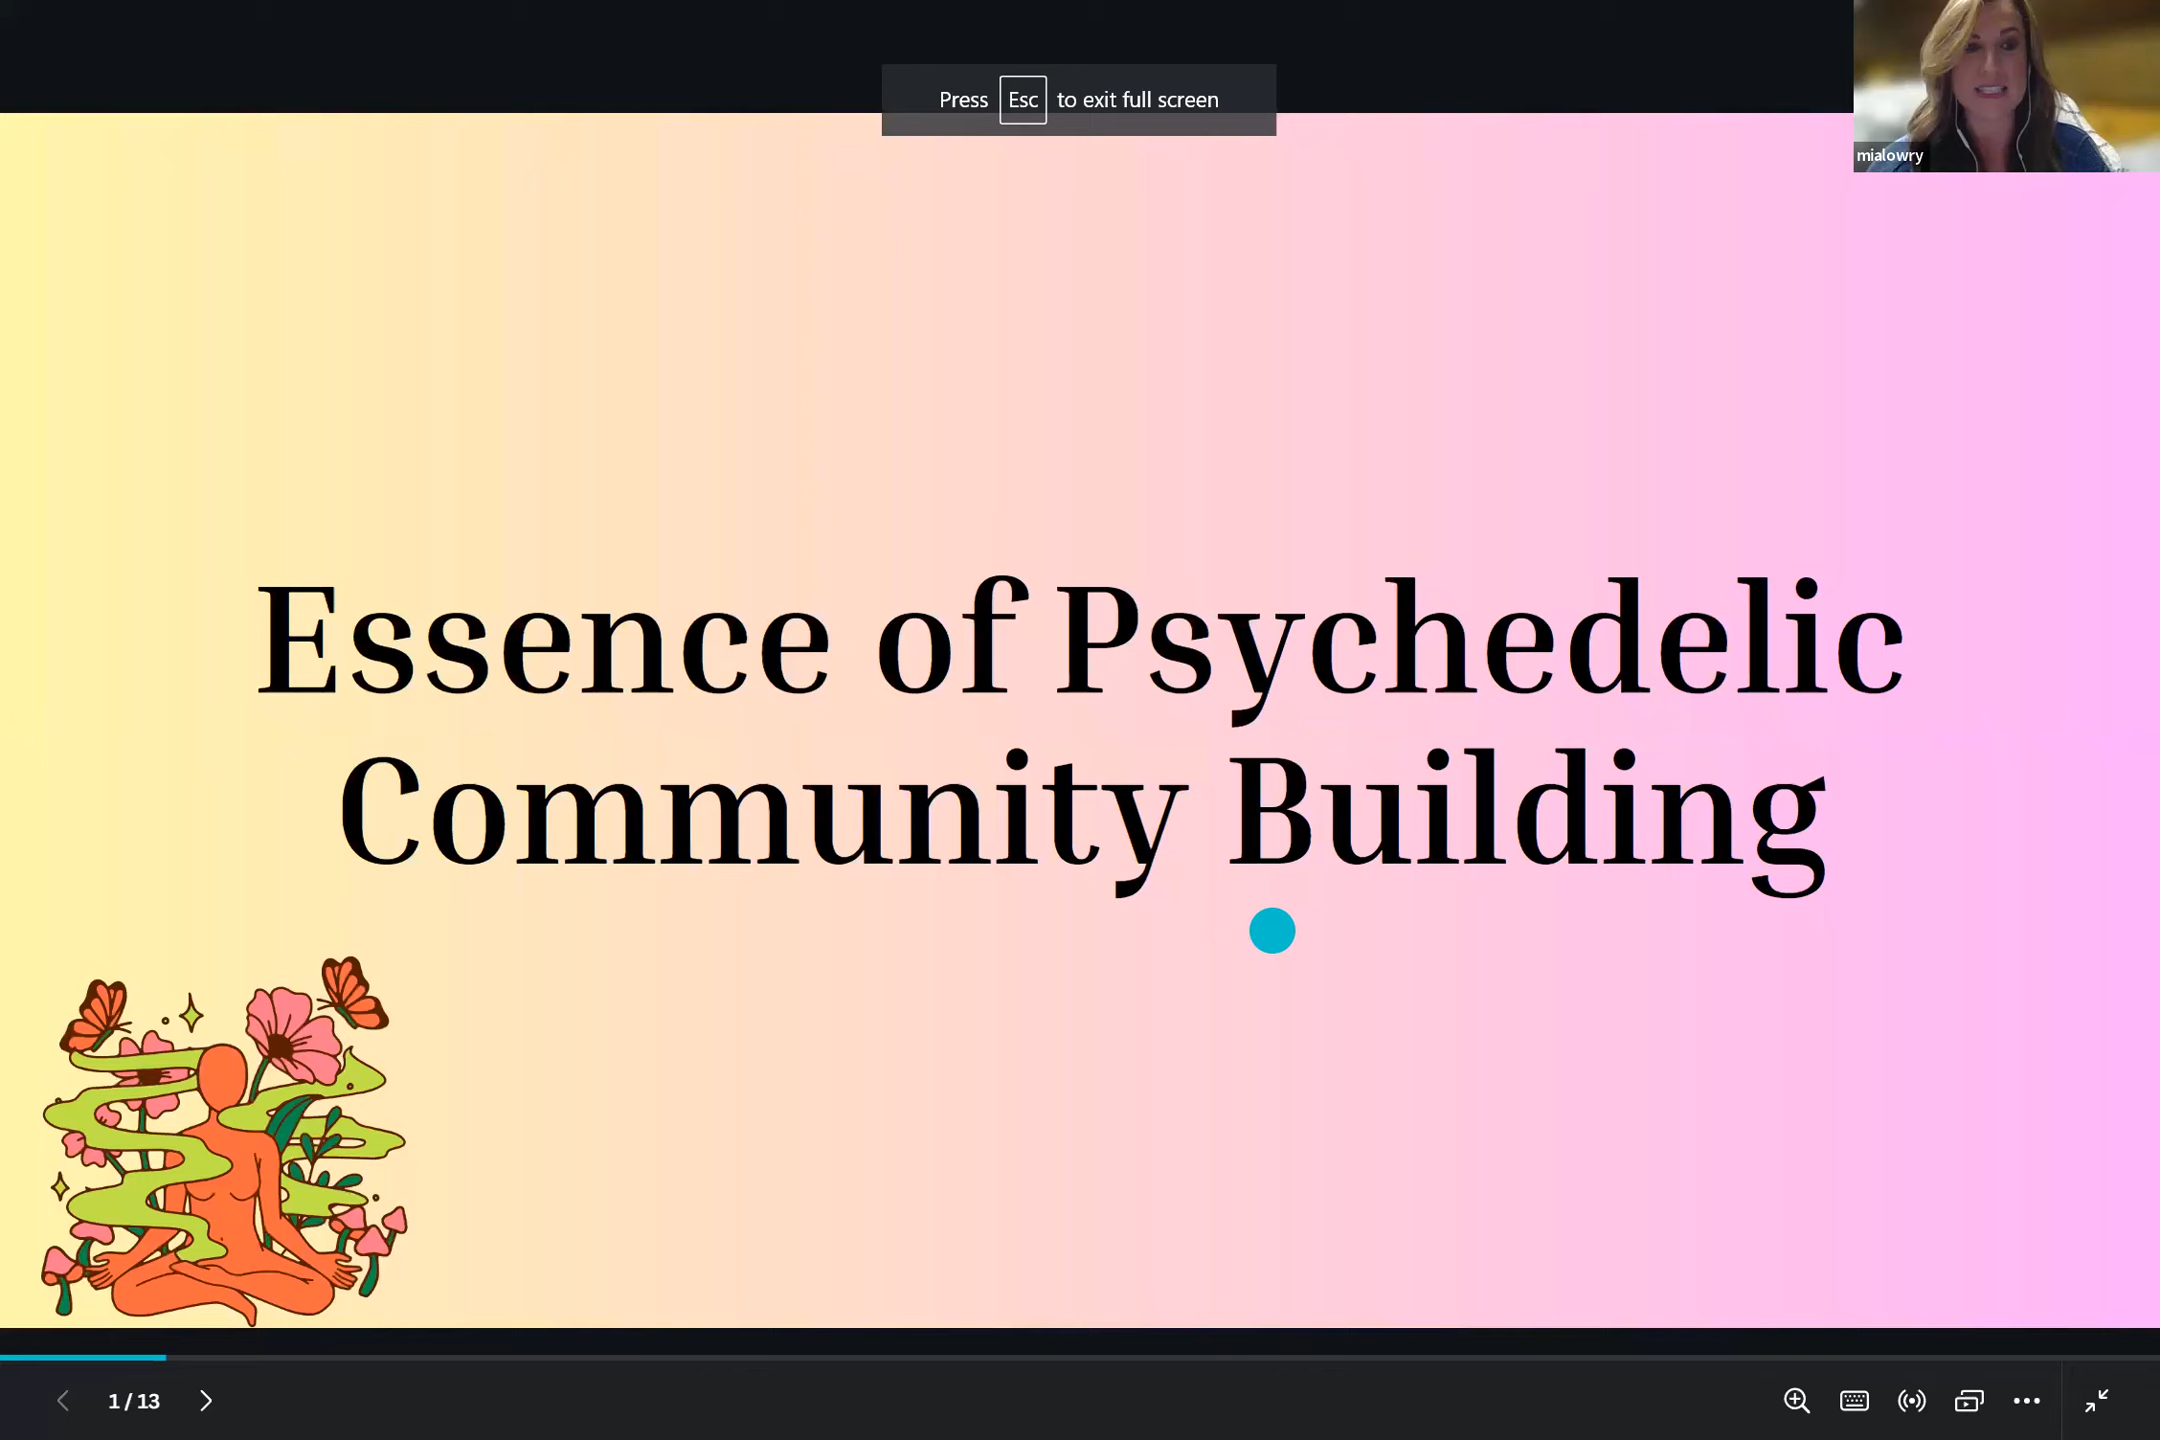 Press Esc to exit full screen
mialowry
Essence of Psychedelic
Community Building
1 / 13